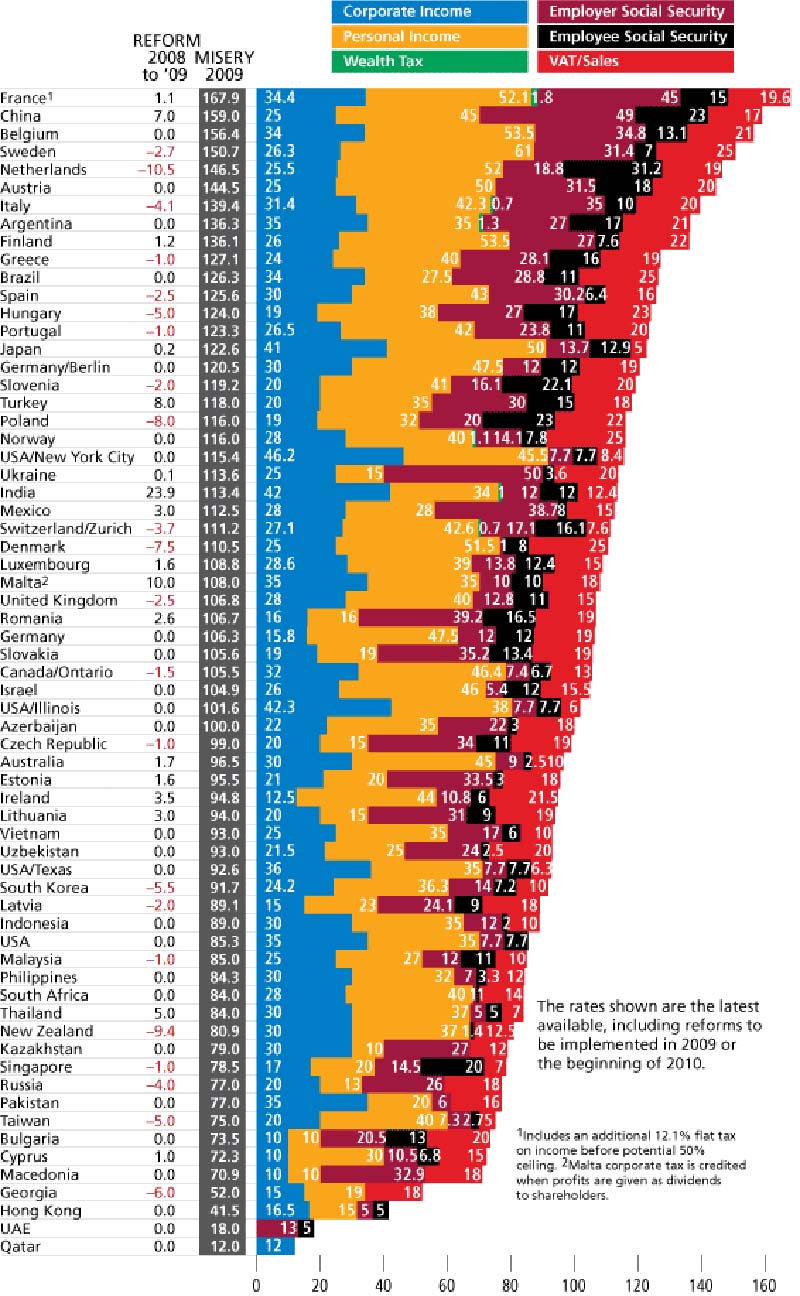 Corporate Income Employer Social Security
Personal Income Employee Social Security
Wealth Tax VAT/Sales
REFORM
2008 MISERY
to '09 2009
France¹ 1.1 167.9 34.4 52.1 1.8 45 15 19.6
China 7.0 159.0 25 45 49 23 17
Belgium 0.0 156.4 34 53.5 34.8 13.1 21
Sweden –2.7 150.7 26.3 61 31.4 7 25
Netherlands –10.5 146.5 25.5 52 18.8 31.2 19
Austria 0.0 144.5 25 50 31.5 18 20
Italy –4.1 139.4 31.4 42.3 0.7 35 10 20
Argentina 0.0 136.3 35 35 1.3 27 17 21
Finland 1.2 136.1 26 53.5 27 7.6 22
Greece –1.0 127.1 24 40 28.1 16 19
Brazil 0.0 126.3 34 27.5 28.8 11 25
Spain –2.5 125.6 30 43 30.2 6.4 16
Hungary –5.0 124.0 19 38 27 17 23
Portugal –1.0 123.3 26.5 42 23.8 11 20
Japan 0.2 122.6 41 50 13.7 12.9 5
Germany/Berlin 0.0 120.5 30 47.5 12 12 19
Slovenia –2.0 119.2 20 41 16.1 22.1 20
Turkey 8.0 118.0 20 35 30 15 18
Poland –8.0 116.0 19 32 20 23 22
Norway 0.0 116.0 28 40 1.1 14.1 7.8 25
USA/New York City 0.0 115.4 46.2 45.5 7.7 7.7 8.4
Ukraine 0.1 113.6 25 15 50 3.6 20
India 23.9 113.4 42 34 1 12 12 12.4
Mexico 3.0 112.5 28 28 38.7 8 15
Switzerland/Zurich –3.7 111.2 27.1 42.6 0.7 17.1 16.1 7.6
Denmark –7.5 110.5 25 51.5 1 8 25
Luxembourg 1.6 108.8 28.6 39 13.8 12.4 15
Malta² 10.0 108.0 35 35 10 10 18
United Kingdom –2.5 106.8 28 40 12.8 11 15
Romania 2.6 106.7 16 16 39.2 16.5 19
Germany 0.0 106.3 15.8 47.5 12 12 19
Slovakia 0.0 105.6 19 19 35.2 13.4 19
Canada/Ontario –1.5 105.5 32 46.4 7.4 6.7 13
Israel 0.0 104.9 26 46 5.4 12 15.5
USA/Illinois 0.0 101.6 42.3 38 7.7 7.7 6
Azerbaijan 0.0 100.0 22 35 22 3 18
Czech Republic –1.0 99.0 20 15 34 11 19
Australia 1.7 96.5 30 45 9 2.5 10
Estonia 1.6 95.5 21 20 33.5 3 18
Ireland 3.5 94.8 12.5 44 10.8 6 21.5
Lithuania 3.0 94.0 20 15 31 9 19
Vietnam 0.0 93.0 25 35 17 6 10
Uzbekistan 0.0 93.0 21.5 25 24 2.5 20
USA/Texas 0.0 92.6 36 35 7.7 7.7 6.3
South Korea –5.5 91.7 24.2 36.3 14 7.2 10
Latvia –2.0 89.1 15 23 24.1 9 18
Indonesia 0.0 89.0 30 35 12 2 10
USA 0.0 85.3 35 35 7.7 7.7
Malaysia –1.0 85.0 25 27 12 11 10
Philippines 0.0 84.3 30 32 7 3.3 12
South Africa 0.0 84.0 28 40 1 1 14
Thailand 5.0 84.0 30 37 5 5 7
New Zealand –9.4 80.9 30 37 1.4 12.5
Kazakhstan 0.0 79.0 30 10 27 12
Singapore –1.0 78.5 17 20 14.5 20 7
Russia –4.0 77.0 20 13 26 18
Pakistan 0.0 77.0 35 20 6 16
Taiwan –5.0 75.0 20 40 7.3 2.7 5
Bulgaria 0.0 73.5 10 10 20.5 13 20
Cyprus 1.0 72.3 10 30 10.5 6.8 15
Macedonia 0.0 70.9 10 10 32.9 18
Georgia –6.0 52.0 15 19 18
Hong Kong 0.0 41.5 16.5 15 5 5
UAE 0.0 18.0 13 5
Qatar 0.0 12.0 12
The rates shown are the latest
available, including reforms to
be implemented in 2009 or
the beginning of 2010.
¹Includes an additional 12.1% flat tax
on income before potential 50%
ceiling. ²Malta corporate tax is credited
when profits are given as dividends
to shareholders.
0 20 40 60 80 100 120 140 160